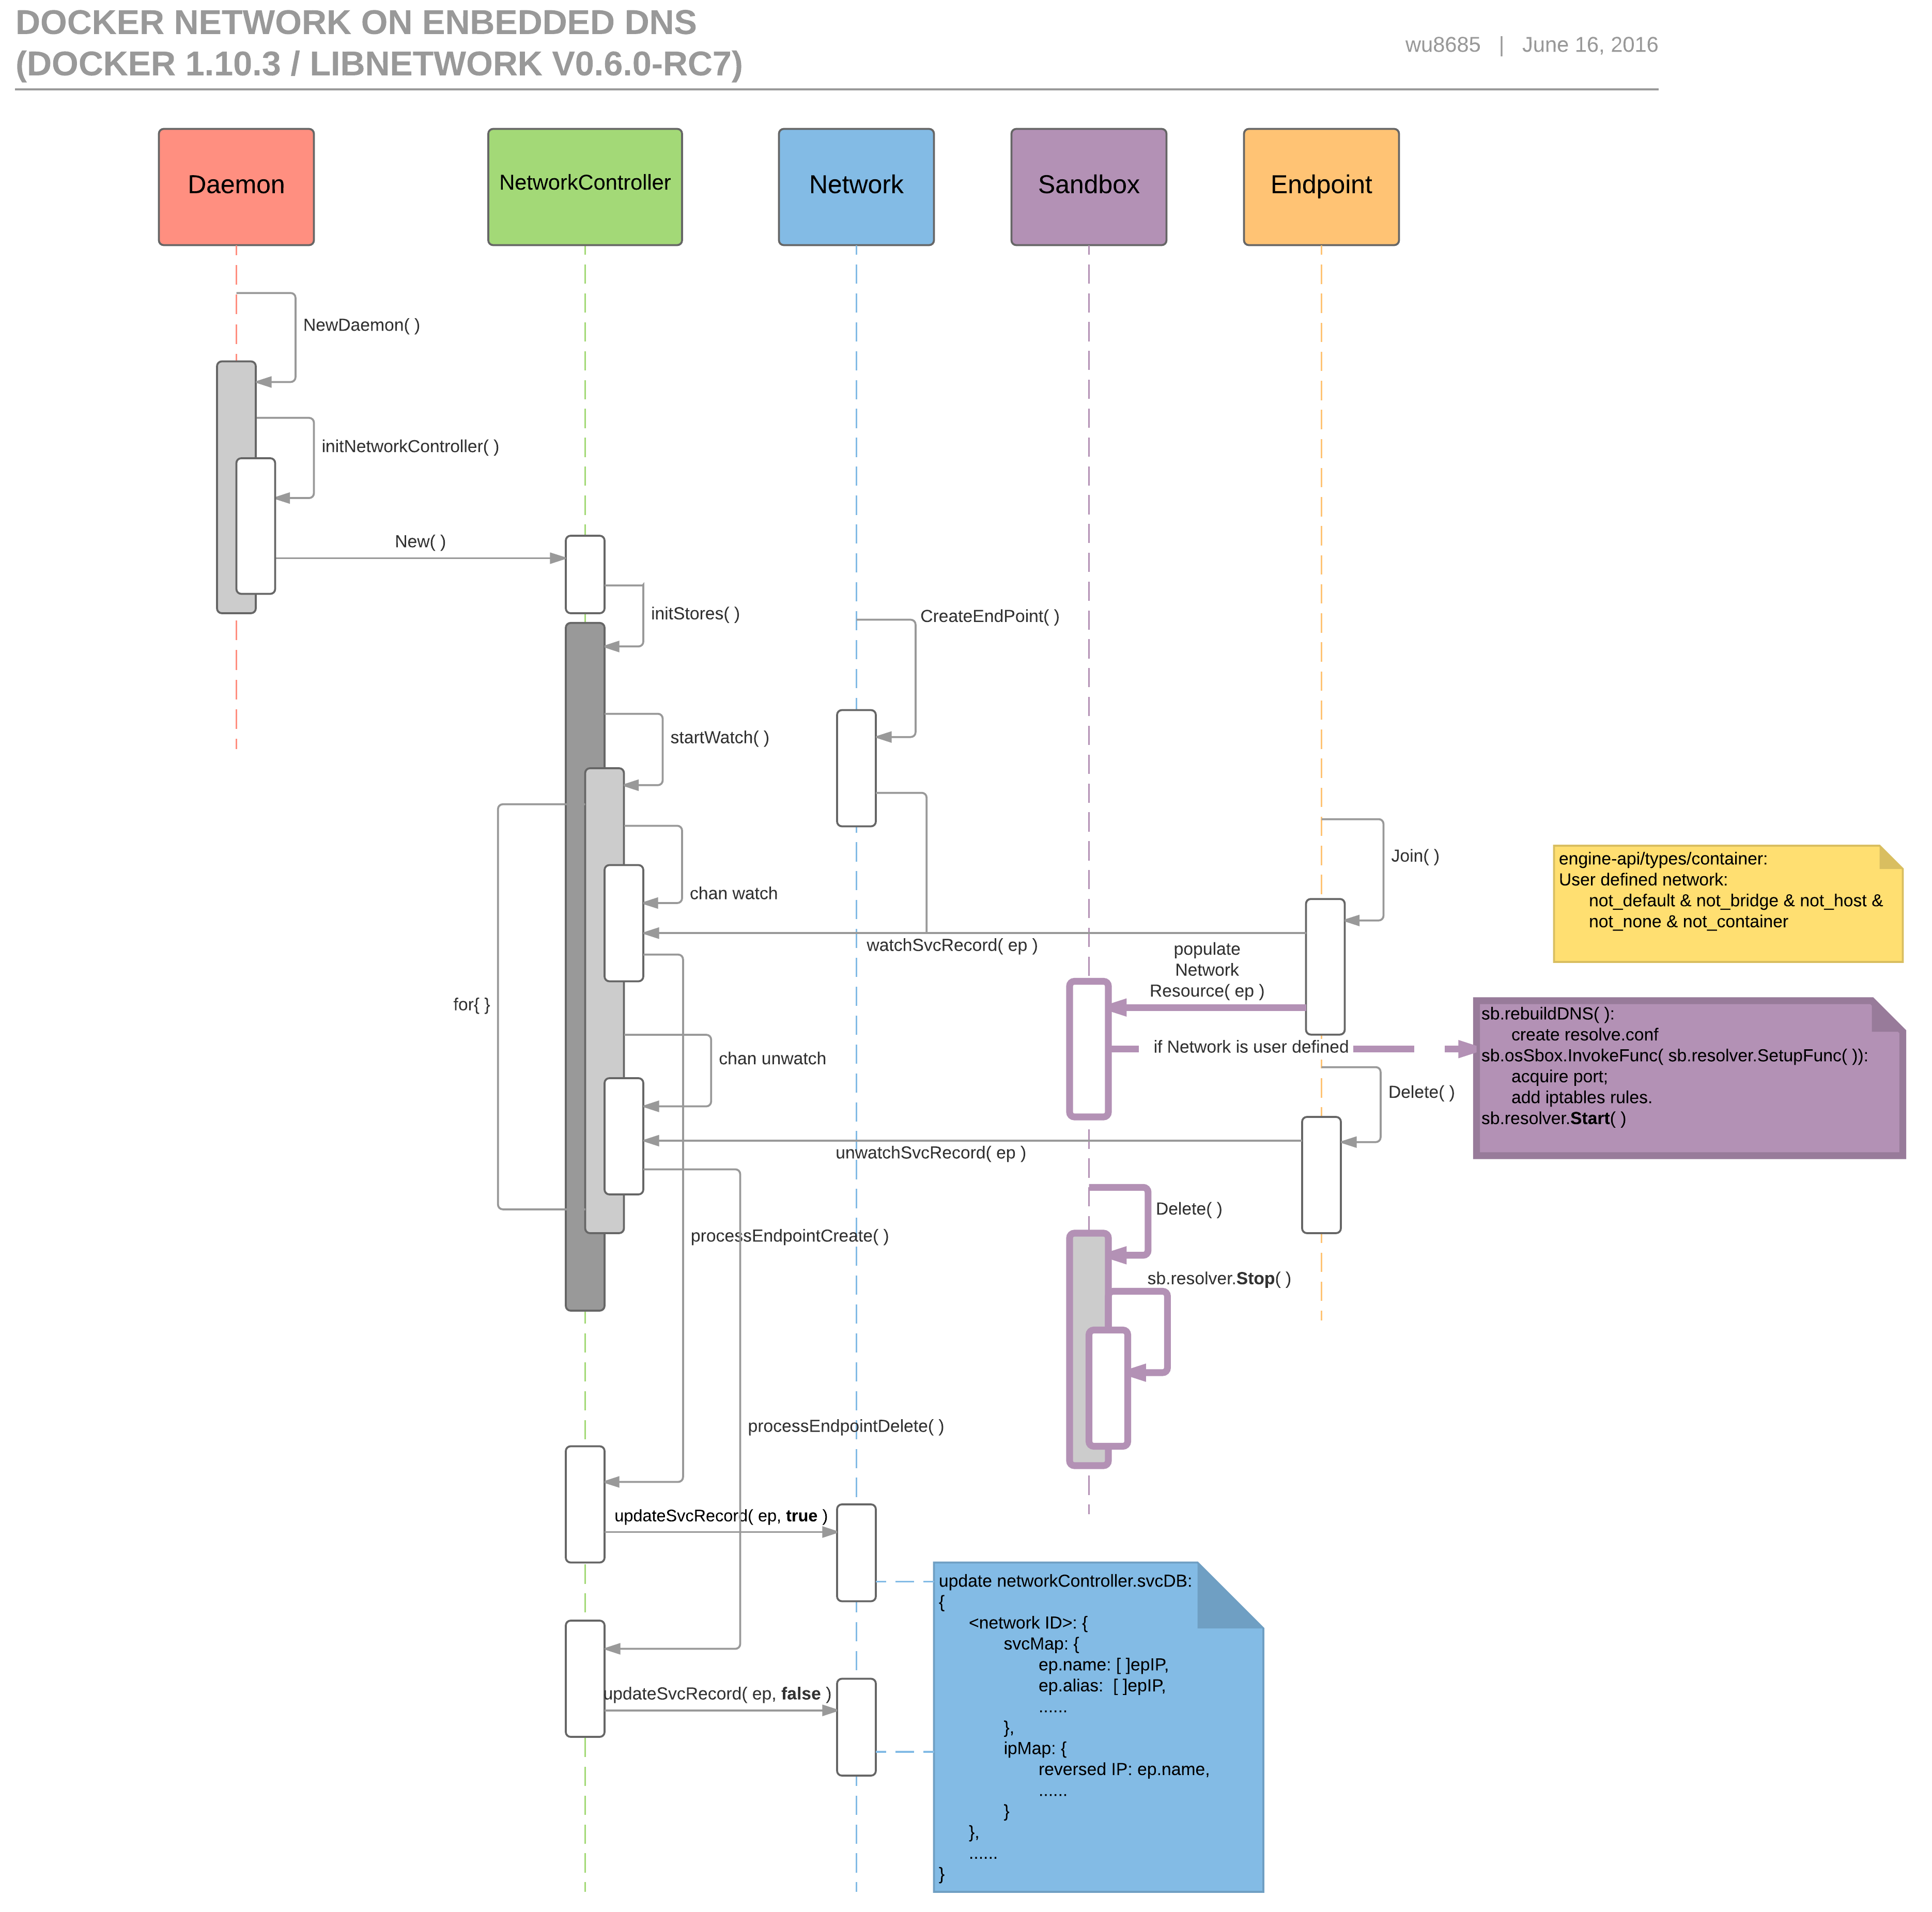 DOCKER NETWORK ON ENBEDDED DNS
(DOCKER 1.10.3 / LIBNETWORK V0.6.0-RC7)
wu8685 | June 16, 2016
Daemon
NetworkController
Network
Sandbox
Endpoint
NewDaemon( )
initNetworkController( )
New( )
initStores( )
CreateEndPoint( )
startWatch( )
Join( )
engine-api/types/container:
User defined network:
not_default & not_bridge & not_host &
not_none & not_container
chan watch
watchSvcRecord( ep )
populate
Network
Resource( ep )
for{ }
sb.rebuildDNS( ):
create resolve.conf
sb.osSbox.InvokeFunc( sb.resolver.SetupFunc( )):
acquire port;
add iptables rules.
sb.resolver.Start( )
if Network is user defined
chan unwatch
Delete( )
unwatchSvcRecord( ep )
Delete( )
processEndpointCreate( )
sb.resolver.Stop( )
processEndpointDelete( )
updateSvcRecord( ep, true )
update networkController.svcDB:
{
<network ID>: {
svcMap: {
ep.name: [ ]epIP,
ep.alias:  [ ]epIP,
......
},
ipMap: {
reversed IP: ep.name,
......
}
},
......
}
updateSvcRecord( ep, false )